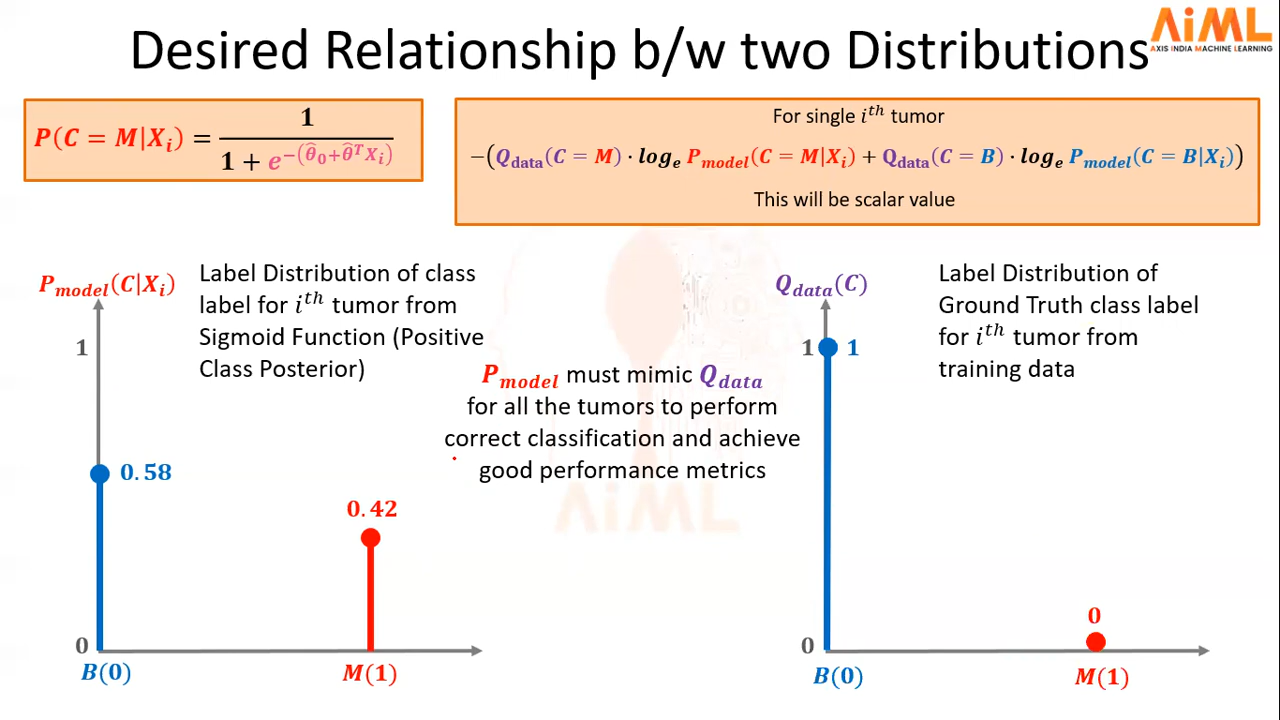 Desired Relationship b/w two Distributions
AiML
AXIS INDIA MACHINE LEARNING
P(C = M|X_i) = 1 / (1 + e^{-(θ̂_0+θ̂^T X_i)})
For single i^th tumor
−(Q_data(C = M) · log_e P_model(C = M|X_i) + Q_data(C = B) · log_e P_model(C = B|X_i))
This will be scalar value
P_model(C|X_i)
Label Distribution of class
label for i^th tumor from
Sigmoid Function (Positive
Class Posterior)
1
0.58
0.42
0
B(0)
M(1)
P_model must mimic Q_data
for all the tumors to perform
correct classification and achieve
good performance metrics
AiML
Q_data(C)
Label Distribution of
Ground Truth class label
for i^th tumor from
training data
1
1
0
0
B(0)
M(1)